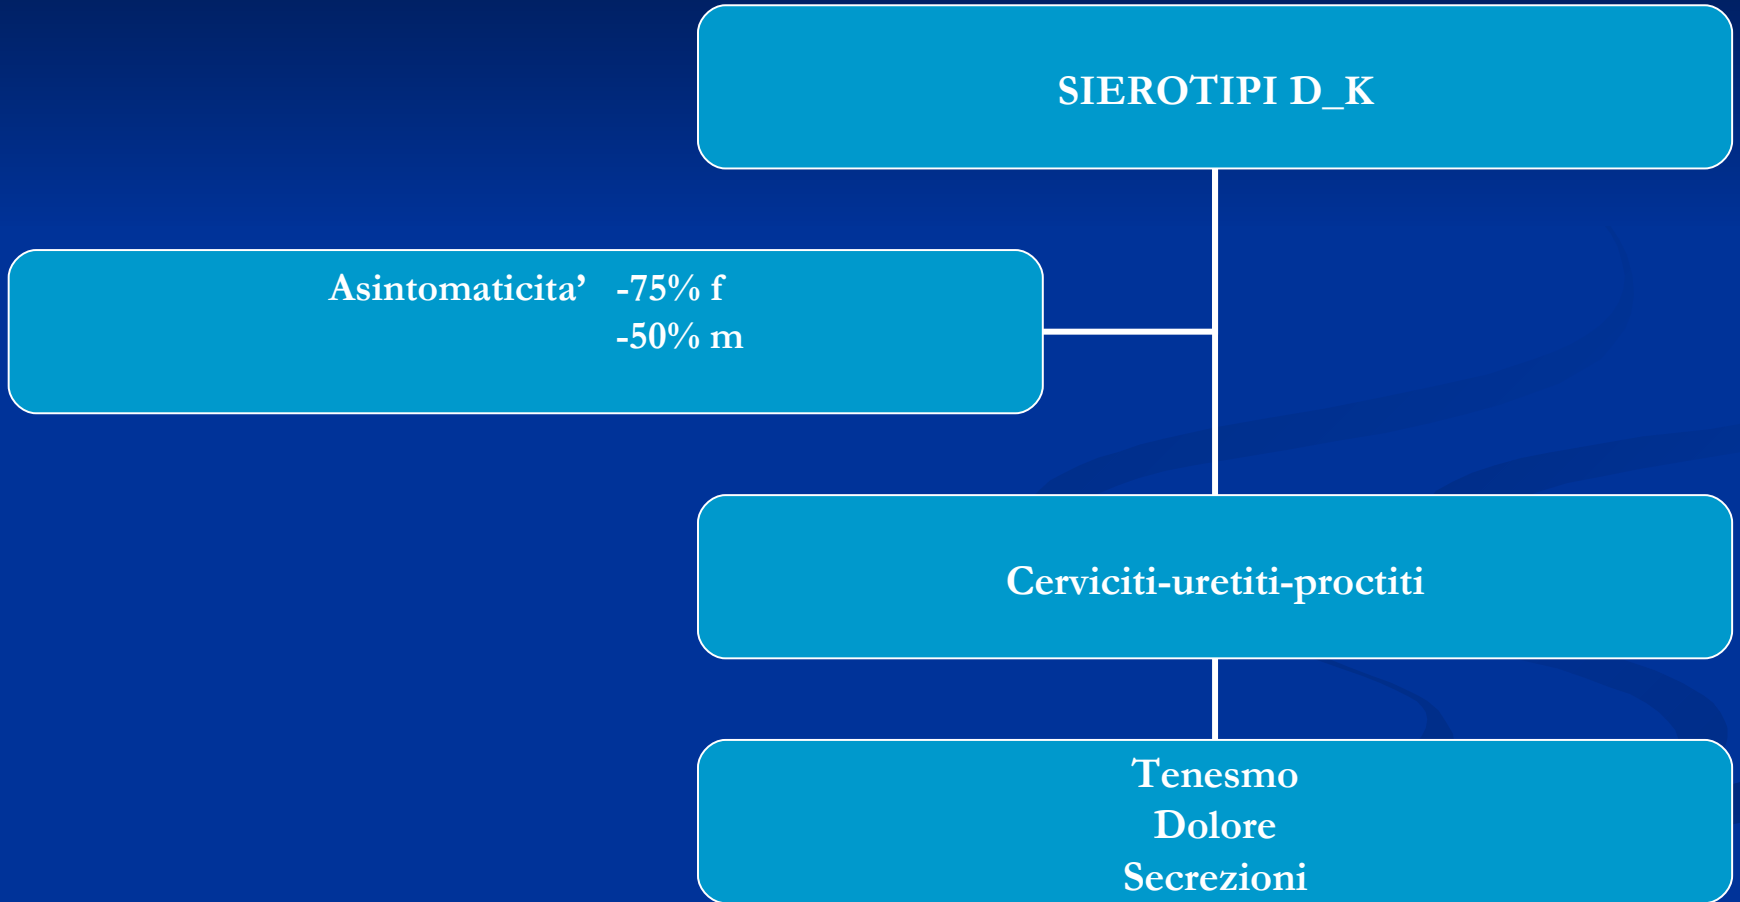 SIEROTIPI D_K
Asintomaticita’ -75% f
-50% m
Cerviciti-uretiti-proctiti
Tenesmo
Dolore
Secrezioni